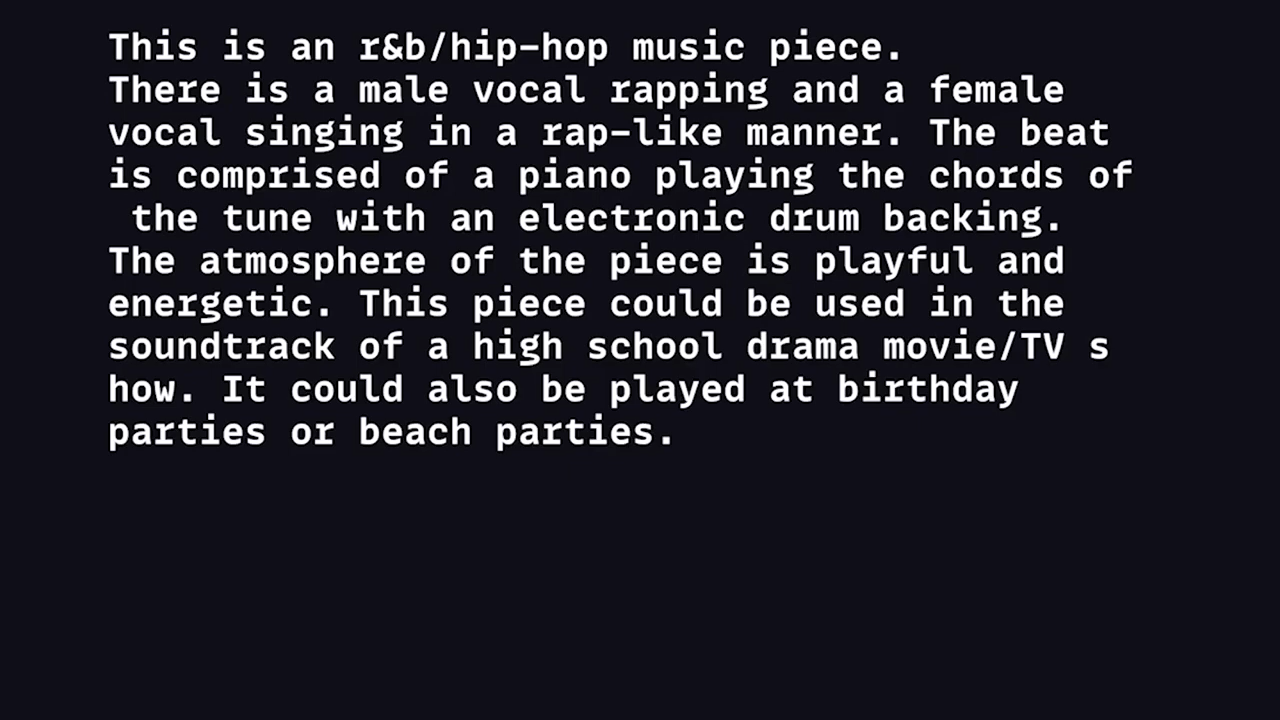 This is an r&b/hip-hop music piece.
There is a male vocal rapping and a female
vocal singing in a rap-like manner. The beat
is comprised of a piano playing the chords of
 the tune with an electronic drum backing.
The atmosphere of the piece is playful and
energetic. This piece could be used in the
soundtrack of a high school drama movie/TV s
how. It could also be played at birthday
parties or beach parties.